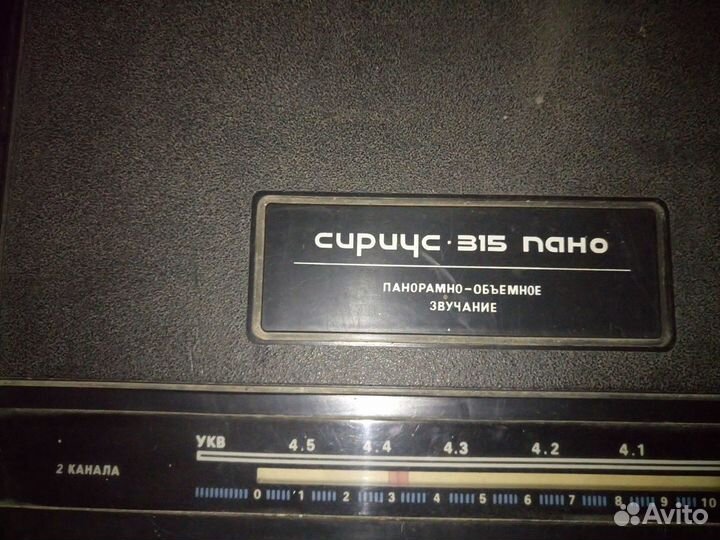 сириус · 315 пано
ПАНОРАМНО-ОБЪЕМНОЕ
ЗВУЧАНИЕ
УКВ 4.5 4.4 4.3 4.2 4.1
2 КАНАЛА
0 1 2 3 4 5 6 7 8 9 10
Avito